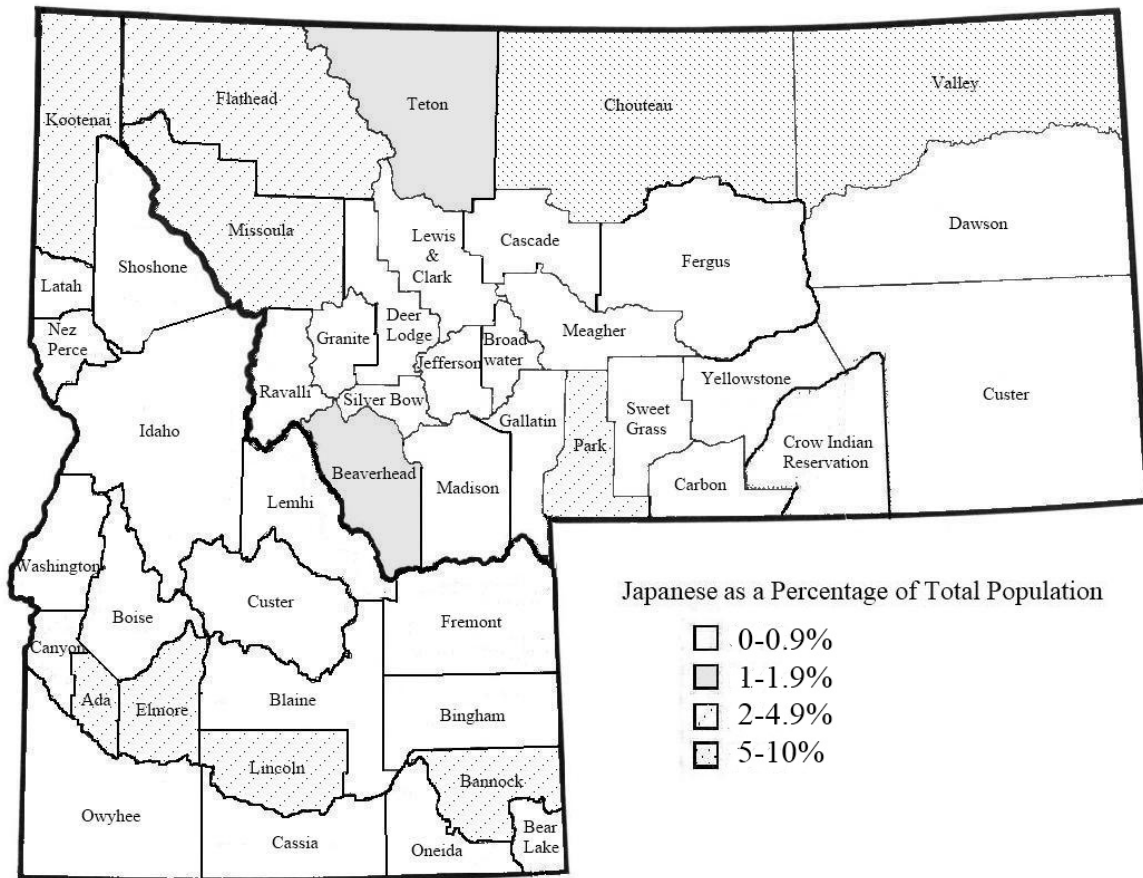 Kootenai
Flathead
Teton
Chouteau
Valley
Missoula
Shoshone
Lewis
&
Clark
Cascade
Fergus
Dawson
Latah
Nez
Perce
Granite
Deer
Lodge
Jefferson
Broad
water
Meagher
Ravalli
Silver Bow
Gallatin
Park
Sweet
Grass
Yellowstone
Custer
Idaho
Beaverhead
Madison
Carbon
Crow Indian
Reservation
Lemhi
Washington
Boise
Custer
Fremont
Canyon
Ada
Elmore
Blaine
Bingham
Lincoln
Bannock
Owyhee
Cassia
Oneida
Bear
Lake
Japanese as a Percentage of Total Population
0-0.9%
1-1.9%
2-4.9%
5-10%